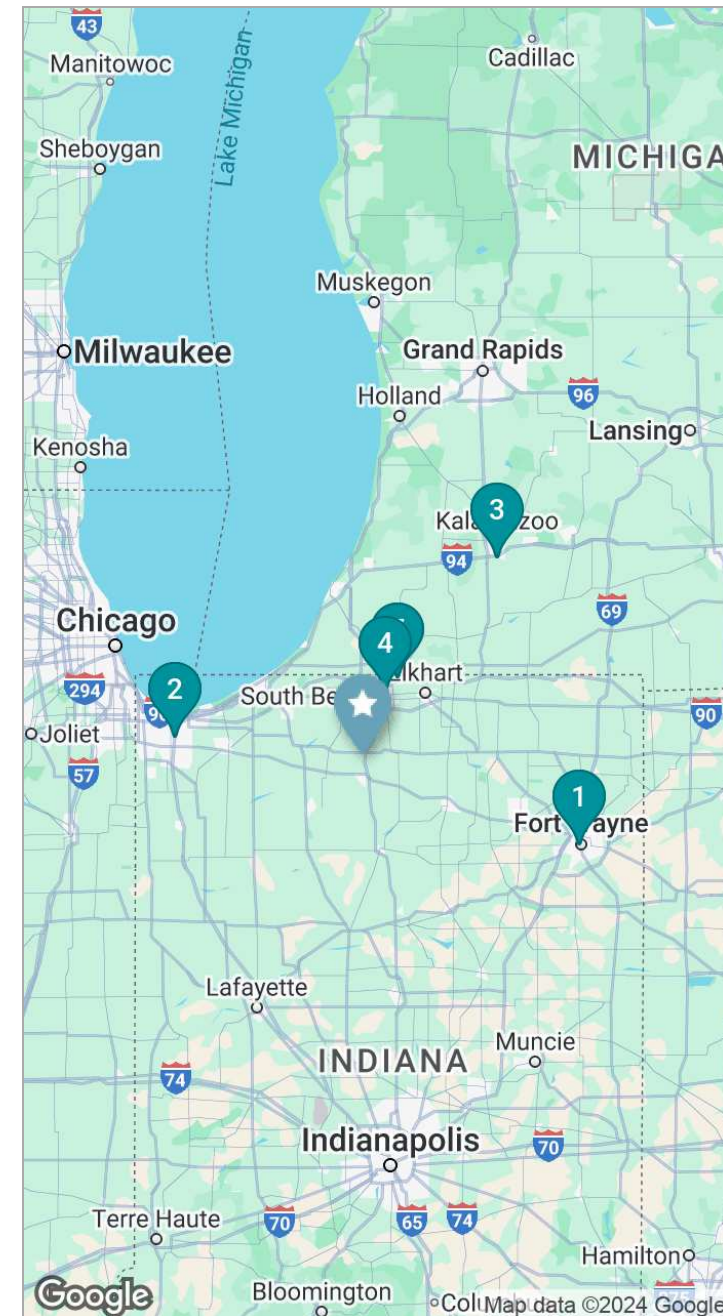 43
Manitowoc
Cadillac
Lake Michigan
Sheboygan
MICHIGA
Muskegon
Milwaukee
Grand Rapids
Holland
96
Lansing
Kenosha
3
94
69
Chicago
4
lkhart
294
2
South Be
90
Joliet
57
1
Fort
ayne
Lafayette
Muncie
INDIANA
74
Indianapolis
70
Terre Haute
70
65
74
Hamilton
Google
Bloomington
Map data ©2024 Google